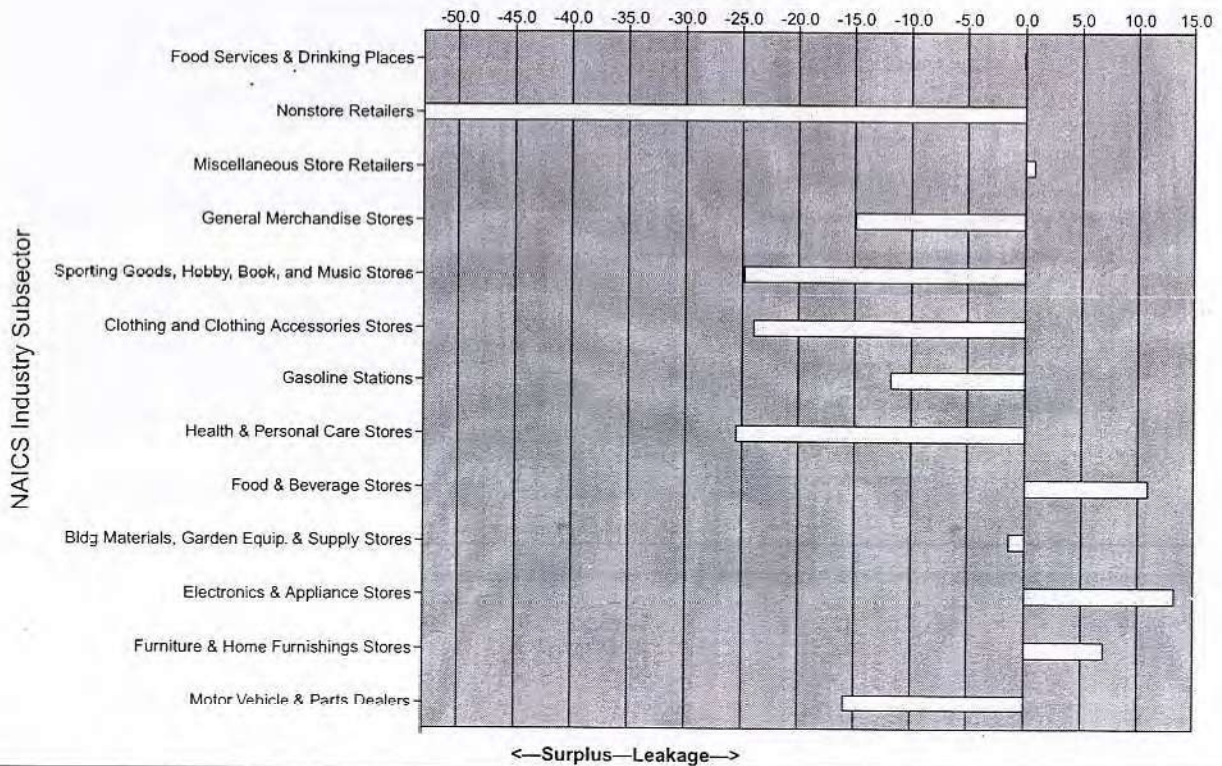 -50.0 -45.0 -40.0 -35.0 -30.0 -25.0 -20.0 -15.0 -10.0 -5.0 0.0 5.0 10.0 15.0
NAICS Industry Subsector
Food Services & Drinking Places
Nonstore Retailers
Miscellaneous Store Retailers
General Merchandise Stores
Sporting Goods, Hobby, Book, and Music Stores
Clothing and Clothing Accessories Stores
Gasoline Stations
Health & Personal Care Stores
Food & Beverage Stores
Bldg Materials, Garden Equip. & Supply Stores
Electronics & Appliance Stores
Furniture & Home Furnishings Stores
Motor Vehicle & Parts Dealers
<—Surplus—Leakage—>